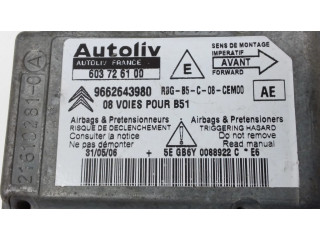 Autoliv
AUTOLIV FRANCE
603 72 61 00
E
SENS DE MONTAGE
IMPERATIF
AVANT
FORWARD
9662643980
R8G-85-C-08-CEM00
08 VOIES POUR B51
AE
Airbags & Pretensionneurs
RISQUE DE DECLENCHEMENT
Consulter la notice
Ne pas démonter
Airbags & Pretensioners
TRIGGERING HASARD
Do not remove
Read manual
31/05/06 + 5E GB6Y 0088922 C * E6